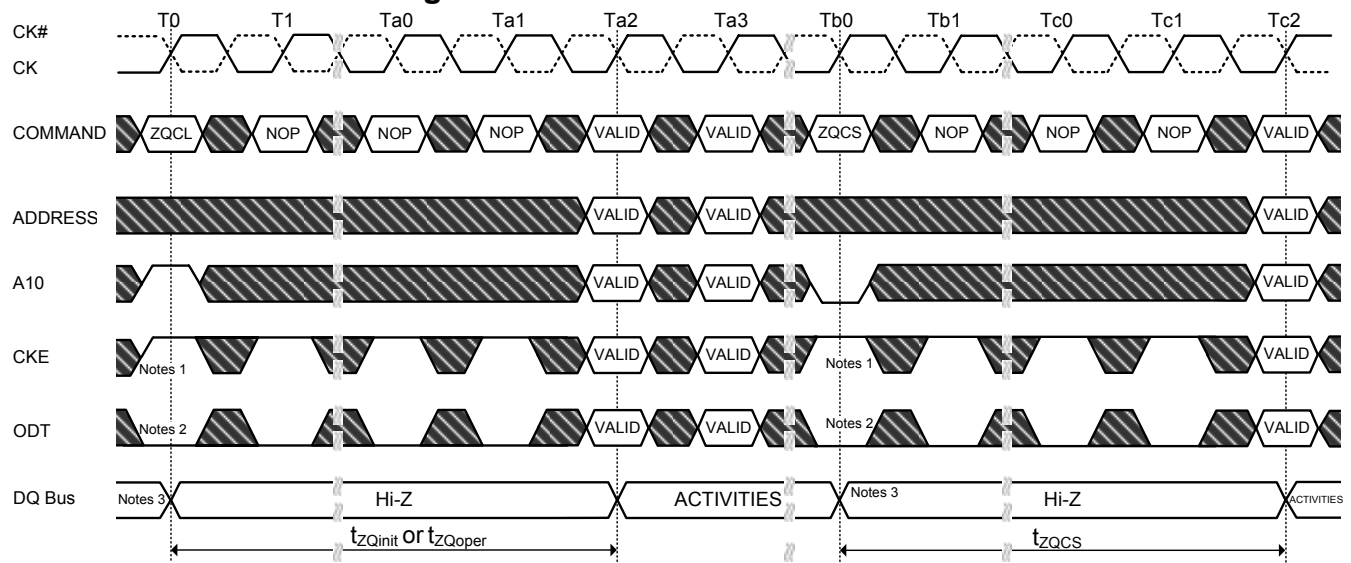 T0 T1 Ta0 Ta1 Ta2 Ta3 Tb0 Tb1 Tc0 Tc1 Tc2
CK#
CK
COMMAND ZQCL NOP NOP NOP VALID VALID ZQCS NOP NOP NOP VALID
ADDRESS VALID VALID VALID
A10 VALID VALID VALID
CKE Notes 1 VALID VALID Notes 1 VALID
ODT Notes 2 VALID VALID Notes 2 VALID
DQ Bus Notes 3 Hi-Z ACTIVITIES Notes 3 Hi-Z ACTIVITIES
tZQinit or tZQoper tZQCS